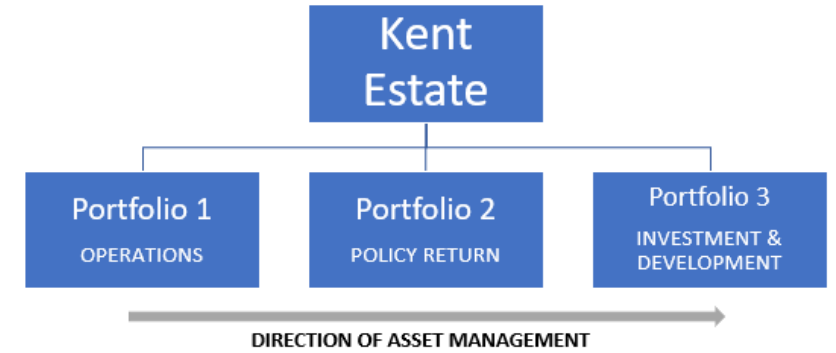 Kent
Estate
Portfolio 1
OPERATIONS
Portfolio 2
POLICY RETURN
Portfolio 3
INVESTMENT &
DEVELOPMENT
DIRECTION OF ASSET MANAGEMENT